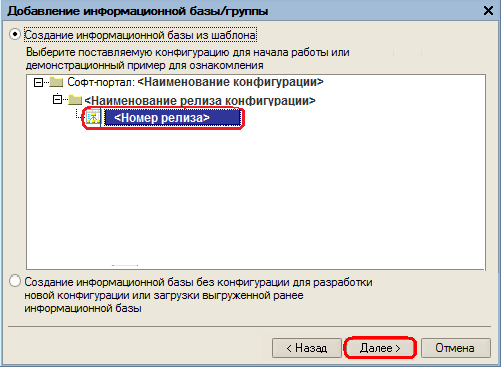 Добавление информационной базы/группы
Создание информационной базы из шаблона
Выберите поставляемую конфигурацию для начала работы или
демонстрационный пример для ознакомления
Софт-портал: <Наименование конфигурации>
<Наименование релиза конфигурации>
<Номер релиза>
Создание информационной базы без конфигурации для разработки
новой конфигурации или загрузки выгруженной ранее
информационной базы
< Назад
Далее >
Отмена